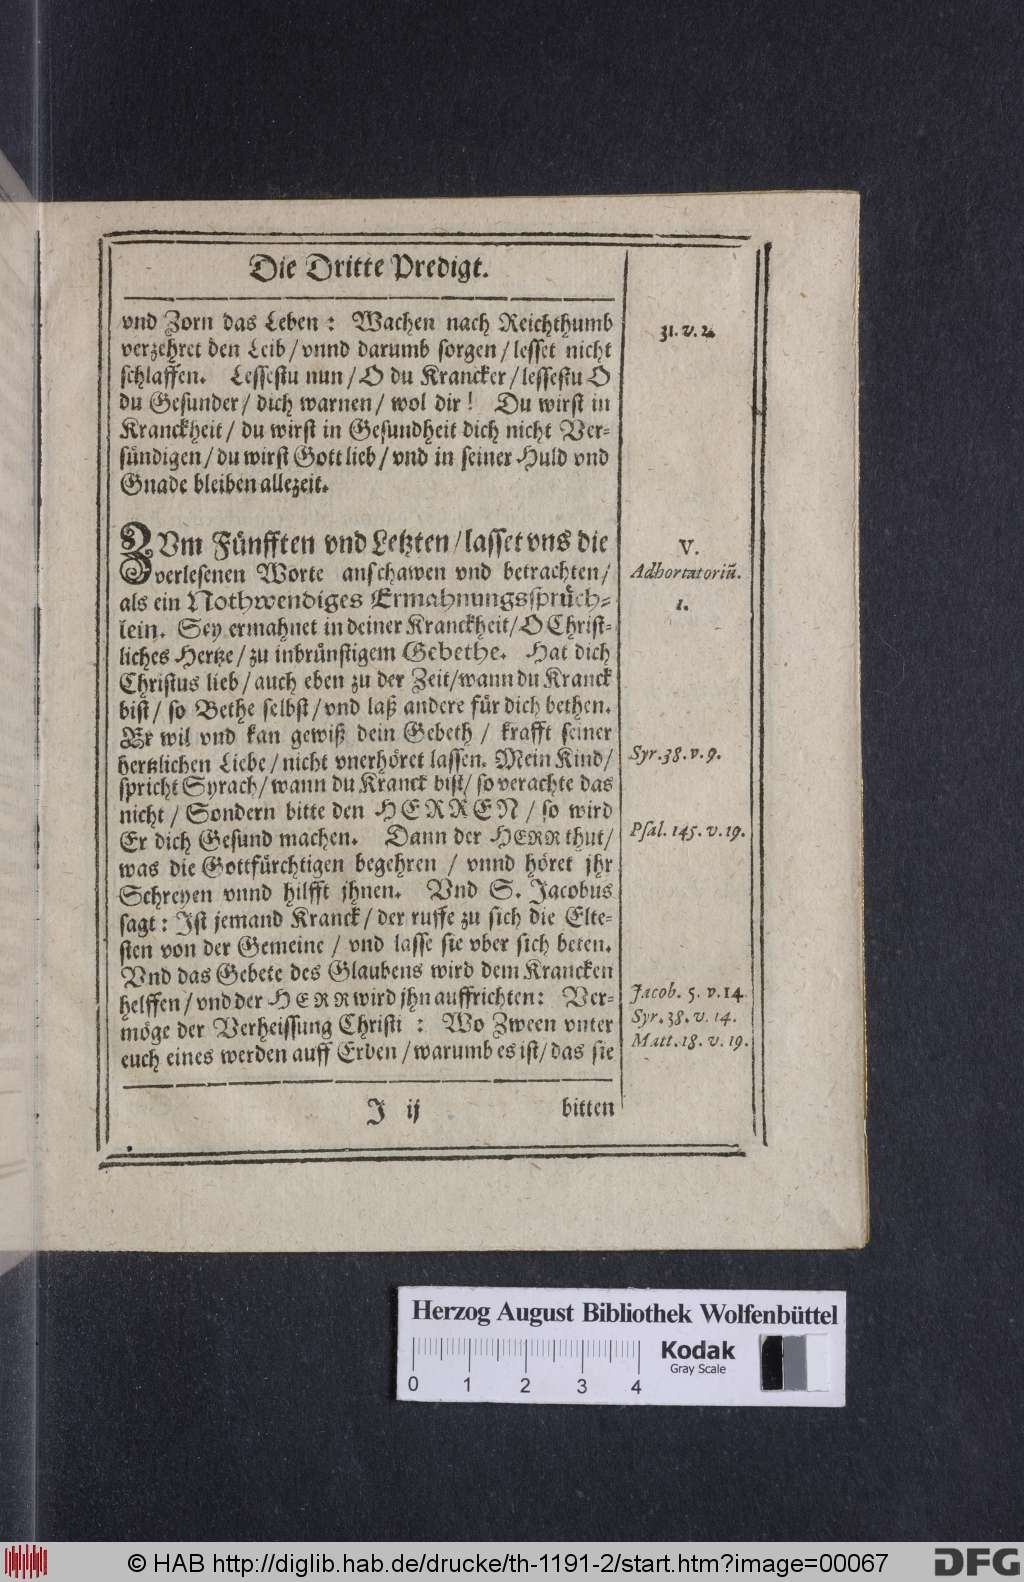 Die Dritte Predigt.
vnd Zorn das Leben : Wachen nach Reichthumb
verzehret den Leib / vnnd darumb sorgen / lesset nicht
schlaffen. Lessestu nun / O du Krancker / lessestu O
du Gesunder / dich warnen / wol dir ! Du wirst in
Kranckheit / du wirst in Gesundheit dich nicht Ver-
sündigen / du wirst Gott lieb / vnd in seiner Huld vnd
Gnade bleiben allezeit.
31. v. 2.
ZVm Fünfften vnd Letzten / lasset vns die
verlesenen Worte anschawen vnd betrachten /
als ein Nothwendiges Ermahnungssprüch-
lein. Sey ermahnet in deiner Kranckheit / O Christ-
liches Hertze / zu inbrünstigem Gebethe. Hat dich
Christus lieb / auch eben zu der Zeit / wann du Kranck
bist / so Bethe selbst / vnd laß andere für dich bethen.
Er wil vnd kan gewiß dein Gebeth / krafft seiner
hertzlichen Liebe / nicht vnerhöret lassen. Mein Kind /
spricht Syrach / wann du Kranck bist / so verachte das
nicht / Sondern bitte den HERREN / so wird
Er dich Gesund machen. Dann der HERR thut /
was die Gottfürchtigen begehren / vnnd höret jhr
Schreyen vnnd hilfft jhnen. Vnd S. Jacobus
sagt : Ist jemand Kranck / der ruffe zu sich die Elte-
sten von der Gemeine / vnd lasse sie vber sich beten.
Vnd das Gebete des Glaubens wird dem Krancken
helffen / vnd der HERR wird jhn auffrichten : Ver-
möge der Verheissung Christi : Wo Zween vnter
euch eines werden auff Erden / warumb es ist / das sie
V.
Adhortatoriū.
1.
Syr. 38. v. 9.
Psal. 145. v. 19.
Jacob. 5. v. 14
Syr. 38. v. 14.
Matt. 18. v. 19.
J ij
bitten
Herzog August Bibliothek Wolfenbüttel
Kodak
Gray Scale
0 1 2 3 4
© HAB http://diglib.hab.de/drucke/th-1191-2/start.htm?image=00067
DFG